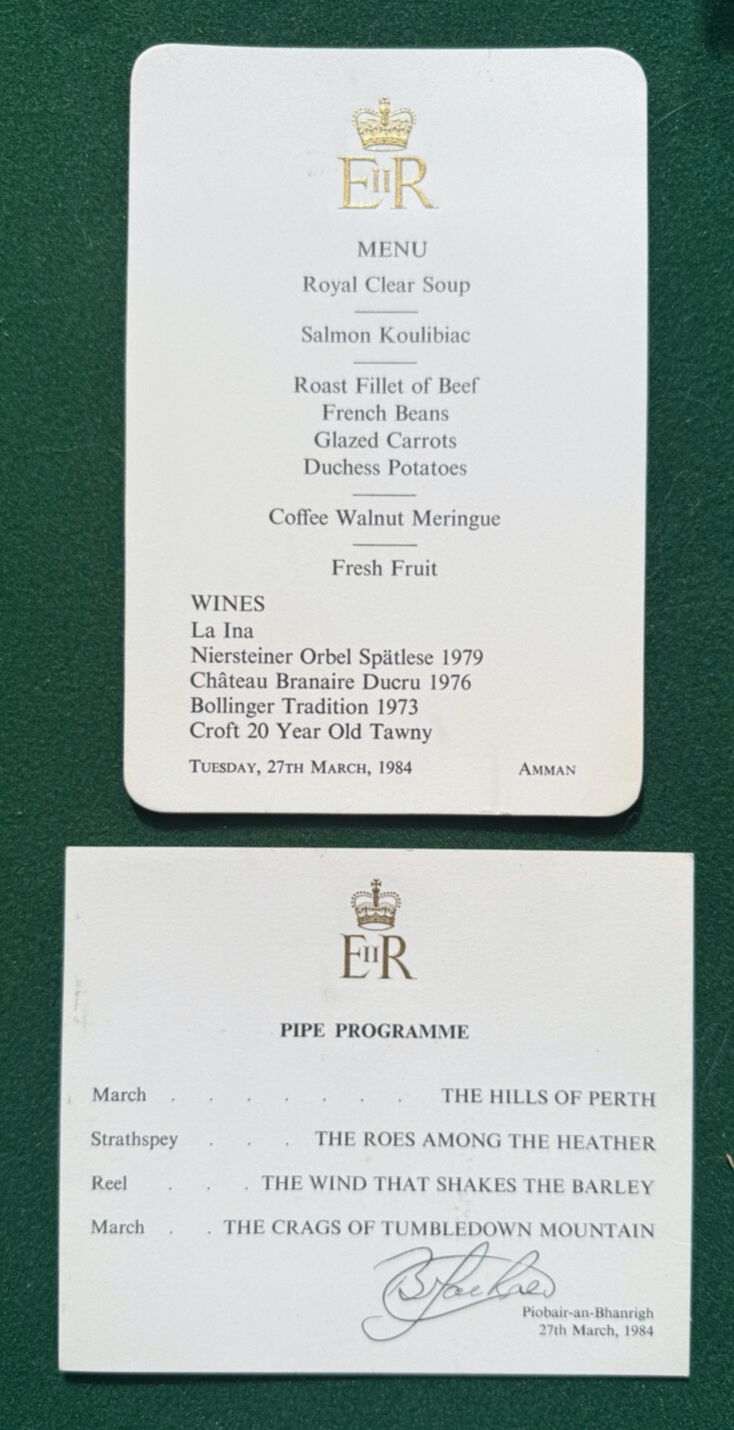 EIIR
MENU
Royal Clear Soup
Salmon Koulibiac
Roast Fillet of Beef
French Beans
Glazed Carrots
Duchess Potatoes
Coffee Walnut Meringue
Fresh Fruit
WINES
La Ina
Niersteiner Orbel Spätlese 1979
Château Branaire Ducru 1976
Bollinger Tradition 1973
Croft 20 Year Old Tawny
TUESDAY, 27TH MARCH, 1984 AMMAN
EIIR
PIPE PROGRAMME
March . . . . . . . THE HILLS OF PERTH
Strathspey . . . THE ROES AMONG THE HEATHER
Reel . . . THE WIND THAT SHAKES THE BARLEY
March . . THE CRAGS OF TUMBLEDOWN MOUNTAIN
Piobair-an-Bhanrigh
27th March, 1984